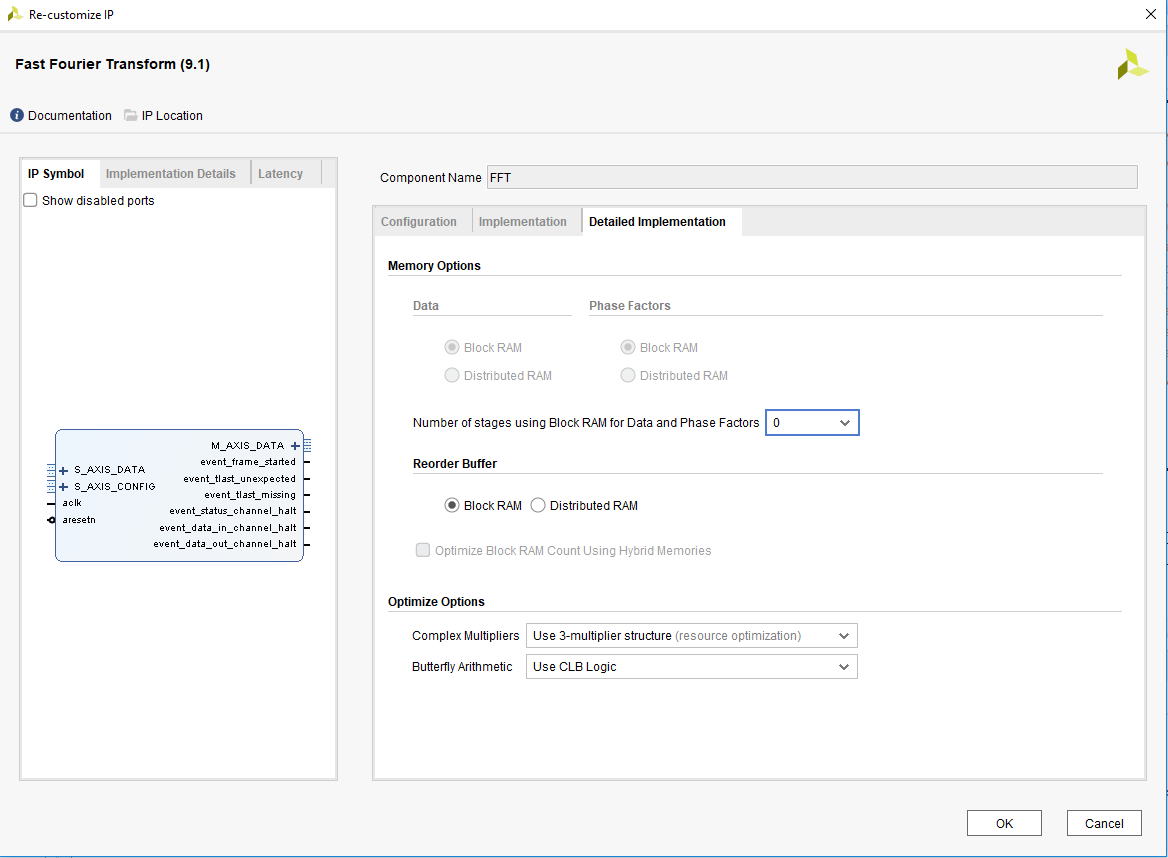 Re-customize IP
Fast Fourier Transform (9.1)
Documentation IP Location
IP Symbol Implementation Details Latency
Show disabled ports
M_AXIS_DATA
event_frame_started
S_AXIS_DATA
event_tlast_unexpected
S_AXIS_CONFIG
event_tlast_missing
aclk
event_status_channel_halt
aresetn
event_data_in_channel_halt
event_data_out_channel_halt
Component Name FFT
Configuration Implementation Detailed Implementation
Memory Options
Data Phase Factors
Block RAM Block RAM
Distributed RAM Distributed RAM
Number of stages using Block RAM for Data and Phase Factors 0
Reorder Buffer
Block RAM Distributed RAM
Optimize Block RAM Count Using Hybrid Memories
Optimize Options
Complex Multipliers Use 3-multiplier structure (resource optimization)
Butterfly Arithmetic Use CLB Logic
OK Cancel